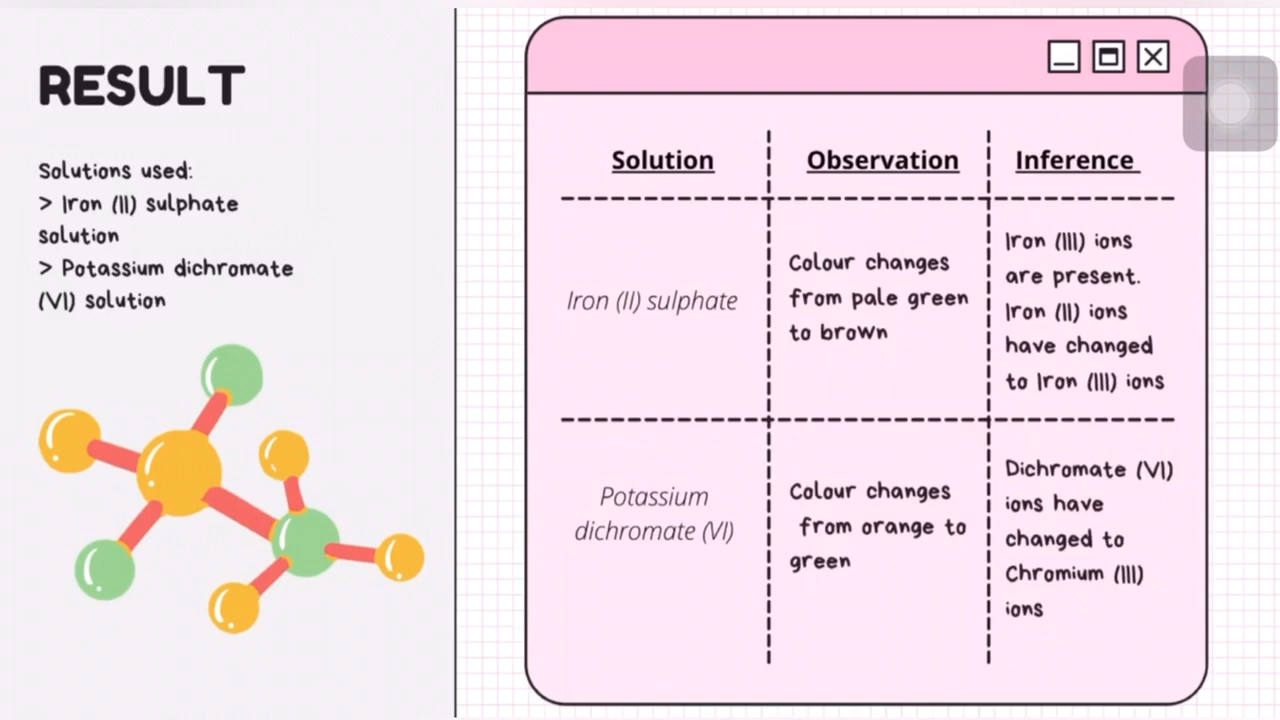 RESULT
Solutions used:
> Iron (II) sulphate
solution
> Potassium dichromate
(VI) solution
Solution
Observation
Inference
Iron (II) sulphate
Colour changes
from pale green
to brown
Iron (III) ions
are present.
Iron (II) ions
have changed
to Iron (III) ions
Potassium
dichromate (VI)
Colour changes
from orange to
green
Dichromate (VI)
ions have
changed to
Chromium (III)
ions